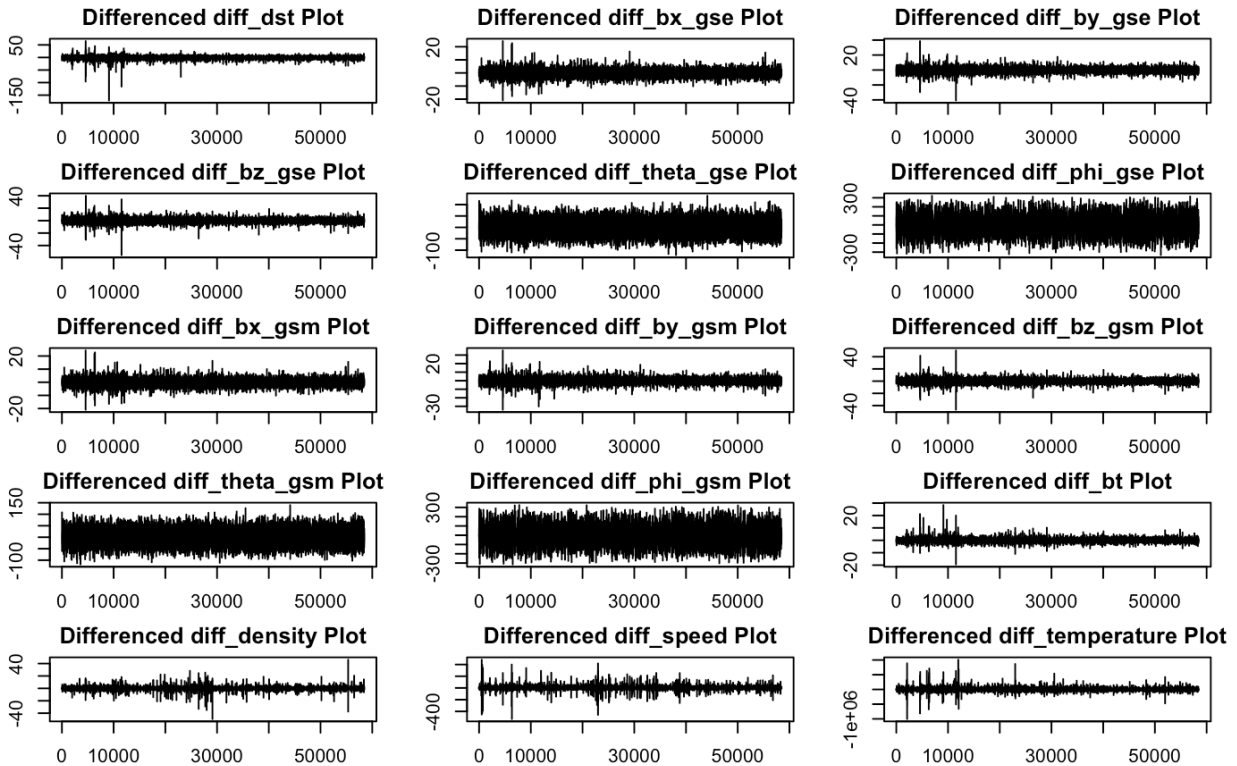 Differenced diff_dst Plot
50
-150
0 10000 30000 50000
Differenced diff_bx_gse Plot
20
-20
0 10000 30000 50000
Differenced diff_by_gse Plot
-40
0 10000 30000 50000
Differenced diff_bz_gse Plot
40
-40
0 10000 30000 50000
Differenced diff_theta_gse Plot
-100
0 10000 30000 50000
Differenced diff_phi_gse Plot
300
-300
0 10000 30000 50000
Differenced diff_bx_gsm Plot
20
-20
0 10000 30000 50000
Differenced diff_by_gsm Plot
20
-30
0 10000 30000 50000
Differenced diff_bz_gsm Plot
40
-40
0 10000 30000 50000
Differenced diff_theta_gsm Plot
150
-100
0 10000 30000 50000
Differenced diff_phi_gsm Plot
300
-300
0 10000 30000 50000
Differenced diff_bt Plot
20
-20
0 10000 30000 50000
Differenced diff_density Plot
40
-40
0 10000 30000 50000
Differenced diff_speed Plot
-400
0 10000 30000 50000
Differenced diff_temperature Plot
-1e+06
0 10000 30000 50000